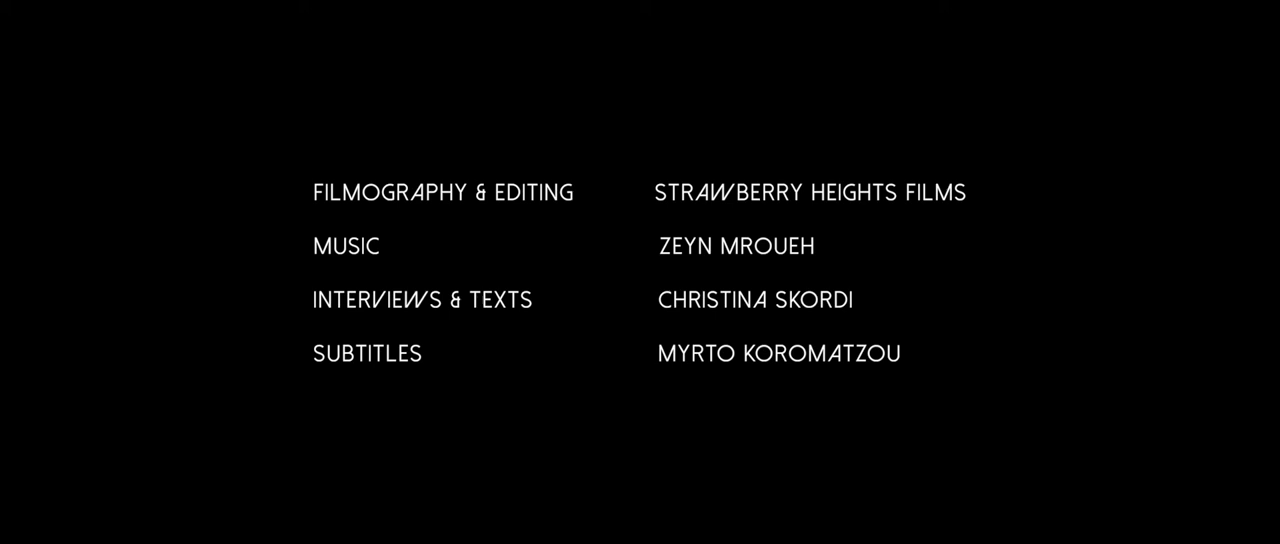 FILMOGRAPHY & EDITING STRAWBERRY HEIGHTS FILMS
MUSIC ZEYN MROUEH
INTERVIEWS & TEXTS CHRISTINA SKORDI
SUBTITLES MYRTO KOROMATZOU